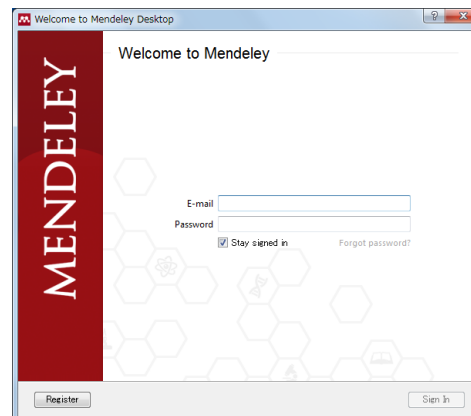 Welcome to Mendeley Desktop
Welcome to Mendeley
MENDELEY
E-mail
Password
Stay signed in
Forgot password?
Register
Sign In